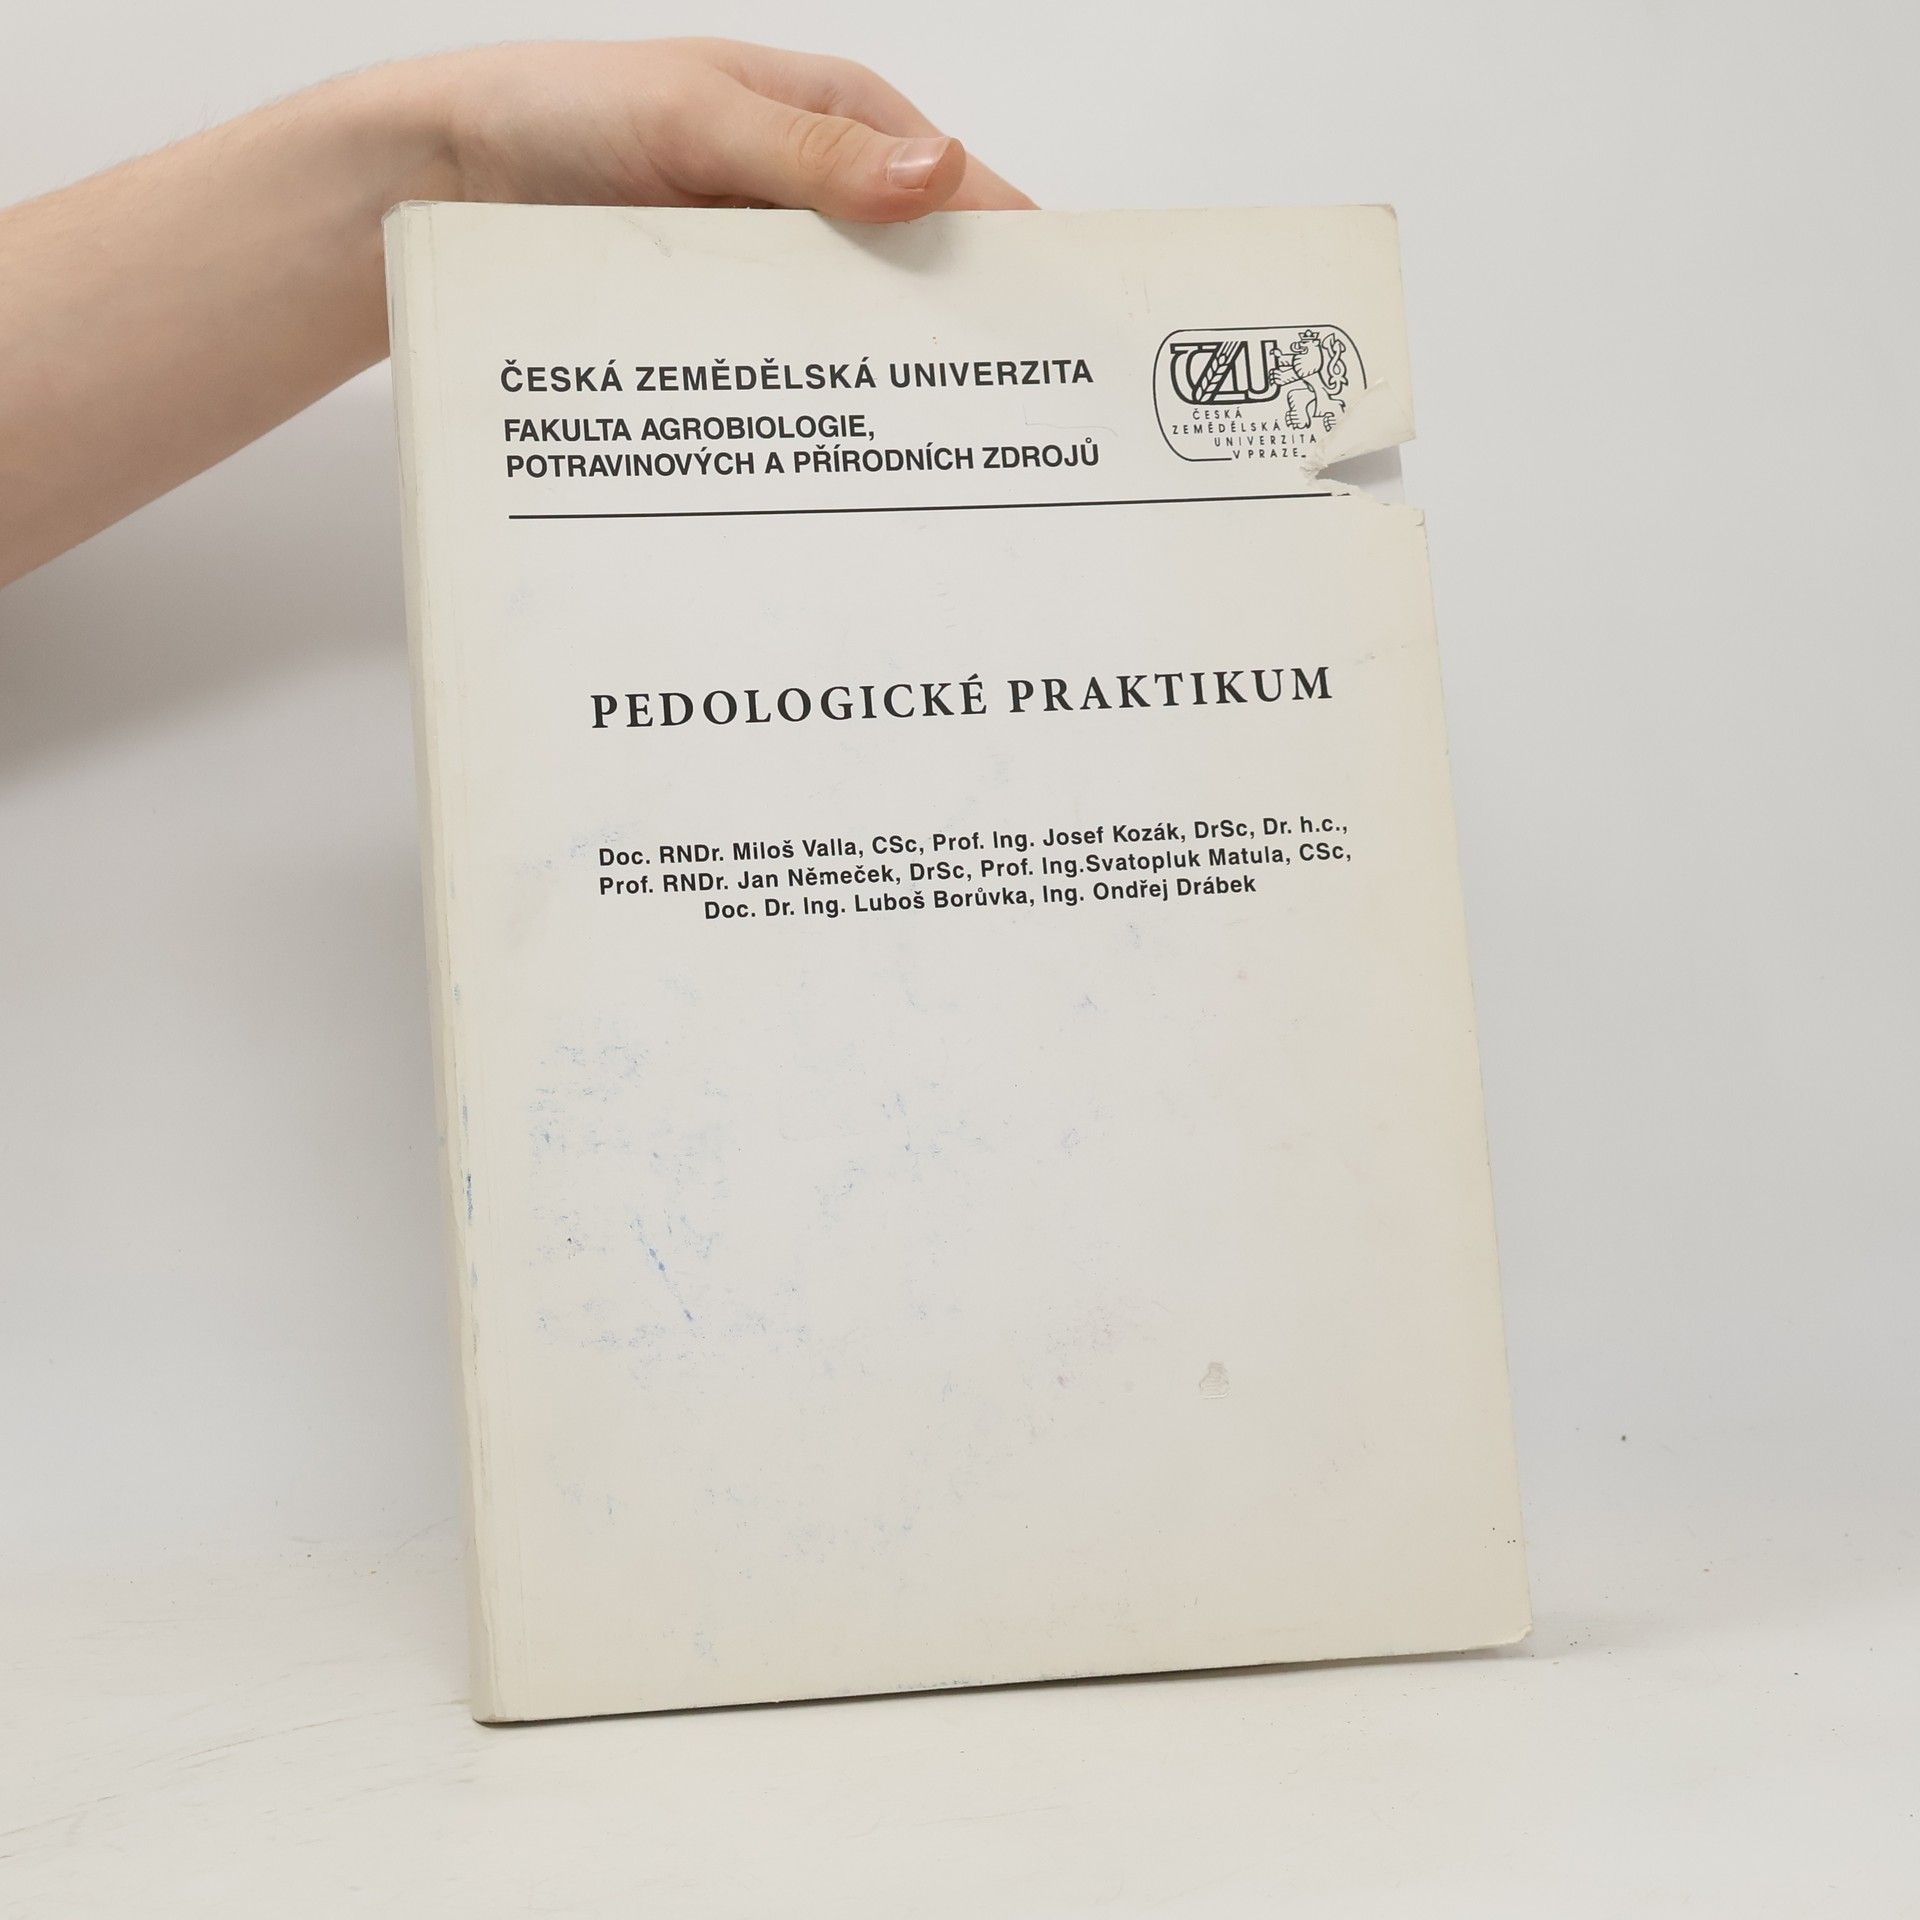 ČESKÁ ZEMĚDĚLSKÁ UNIVERZITA
FAKULTA AGROBIOLOGIE,
POTRAVINOVÝCH A PŘÍRODNÍCH ZDROJŮ
ČZU
ČESKÁ
ZEMĚDĚLSKÁ
UNIVERZITA
V PRAZE
PEDOLOGICKÉ PRAKTIKUM
Doc. RNDr. Miloš Valla, CSc, Prof. Ing. Josef Kozák, DrSc, Dr. h.c.,
Prof. RNDr. Jan Němeček, DrSc, Prof. Ing.Svatopluk Matula, CSc,
Doc. Dr. Ing. Luboš Borůvka, Ing. Ondřej Drábek